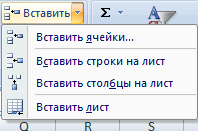 Вставить Σ
Вставить ячейки...
Вставить строки на лист
Вставить столбцы на лист
Вставить лист
Q R S